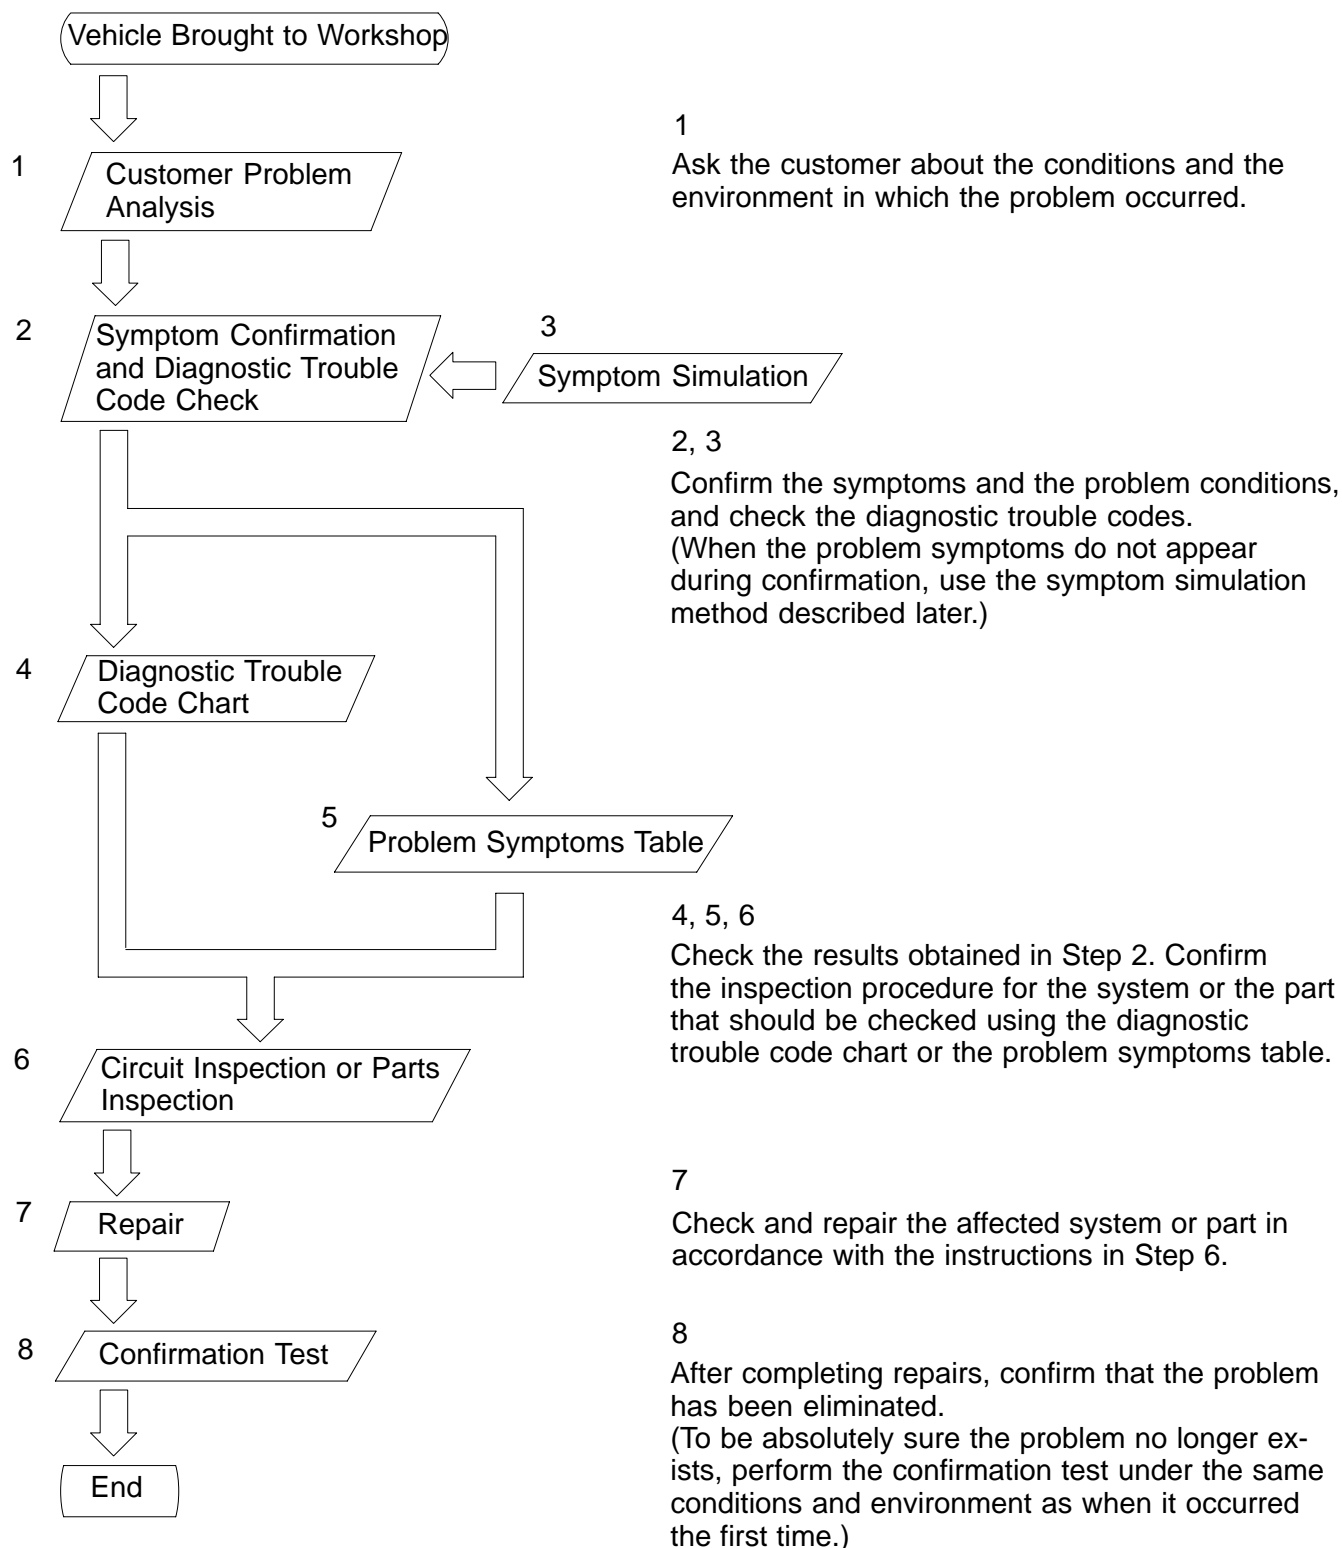 Vehicle Brought to Workshop
1
Customer Problem
Analysis
1
Ask the customer about the conditions and the
environment in which the problem occurred.
2
Symptom Confirmation
and Diagnostic Trouble
Code Check
3
Symptom Simulation
2, 3
Confirm the symptoms and the problem conditions,
and check the diagnostic trouble codes.
(When the problem symptoms do not appear
during confirmation, use the symptom simulation
method described later.)
4
Diagnostic Trouble
Code Chart
5
Problem Symptoms Table
4, 5, 6
Check the results obtained in Step 2. Confirm
the inspection procedure for the system or the part
that should be checked using the diagnostic
trouble code chart or the problem symptoms table.
6
Circuit Inspection or Parts
Inspection
7
Repair
7
Check and repair the affected system or part in
accordance with the instructions in Step 6.
8
Confirmation Test
8
After completing repairs, confirm that the problem
has been eliminated.
(To be absolutely sure the problem no longer ex-
ists, perform the confirmation test under the same
conditions and environment as when it occurred
the first time.)
End